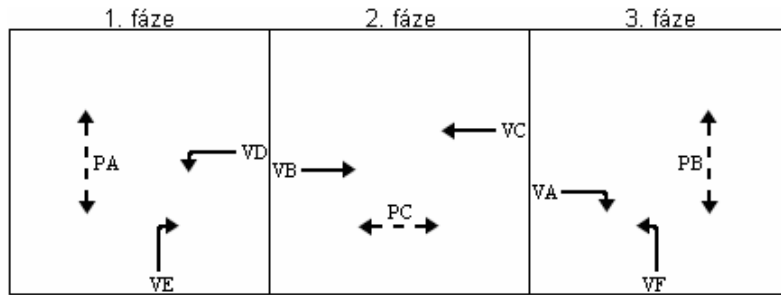 1. fáze 2. fáze 3. fáze
VC
VD
PA VB PB
VA
PC
VE VF